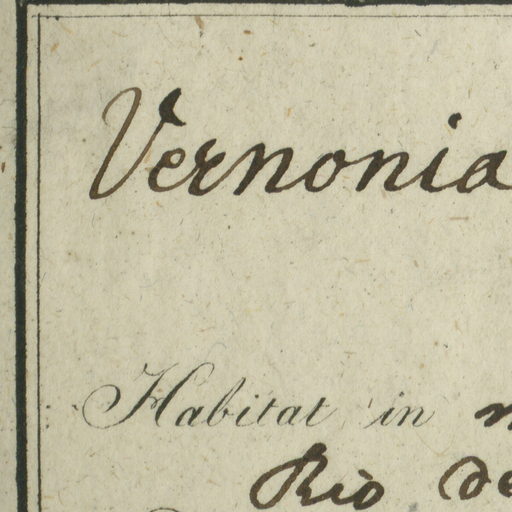 Vernonia
Habitat in
Rio de